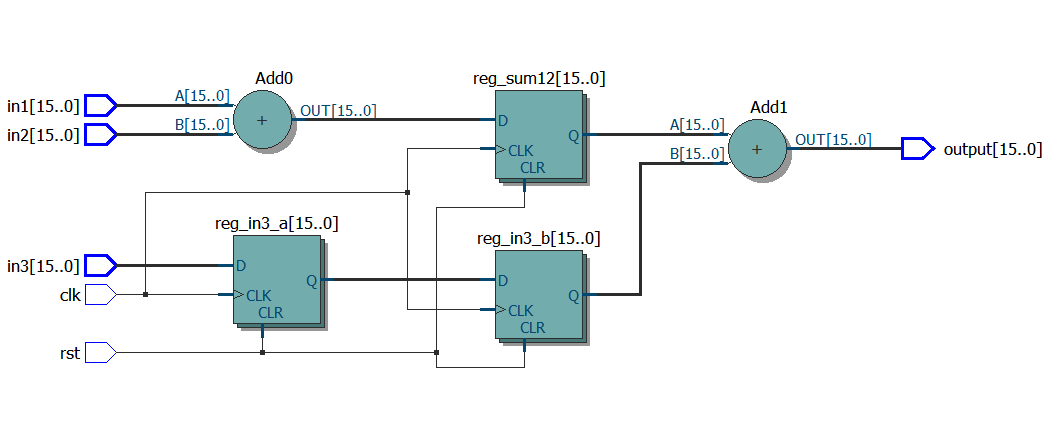 Add0
reg_sum12[15..0]
in1[15..0]
A[15..0]
in2[15..0]
B[15..0]
+
OUT[15..0]
D
Q
CLK
CLR
Add1
A[15..0]
B[15..0]
+
OUT[15..0]
output[15..0]
reg_in3_a[15..0]
in3[15..0]
D
Q
clk
CLK
CLR
reg_in3_b[15..0]
D
Q
CLK
CLR
rst